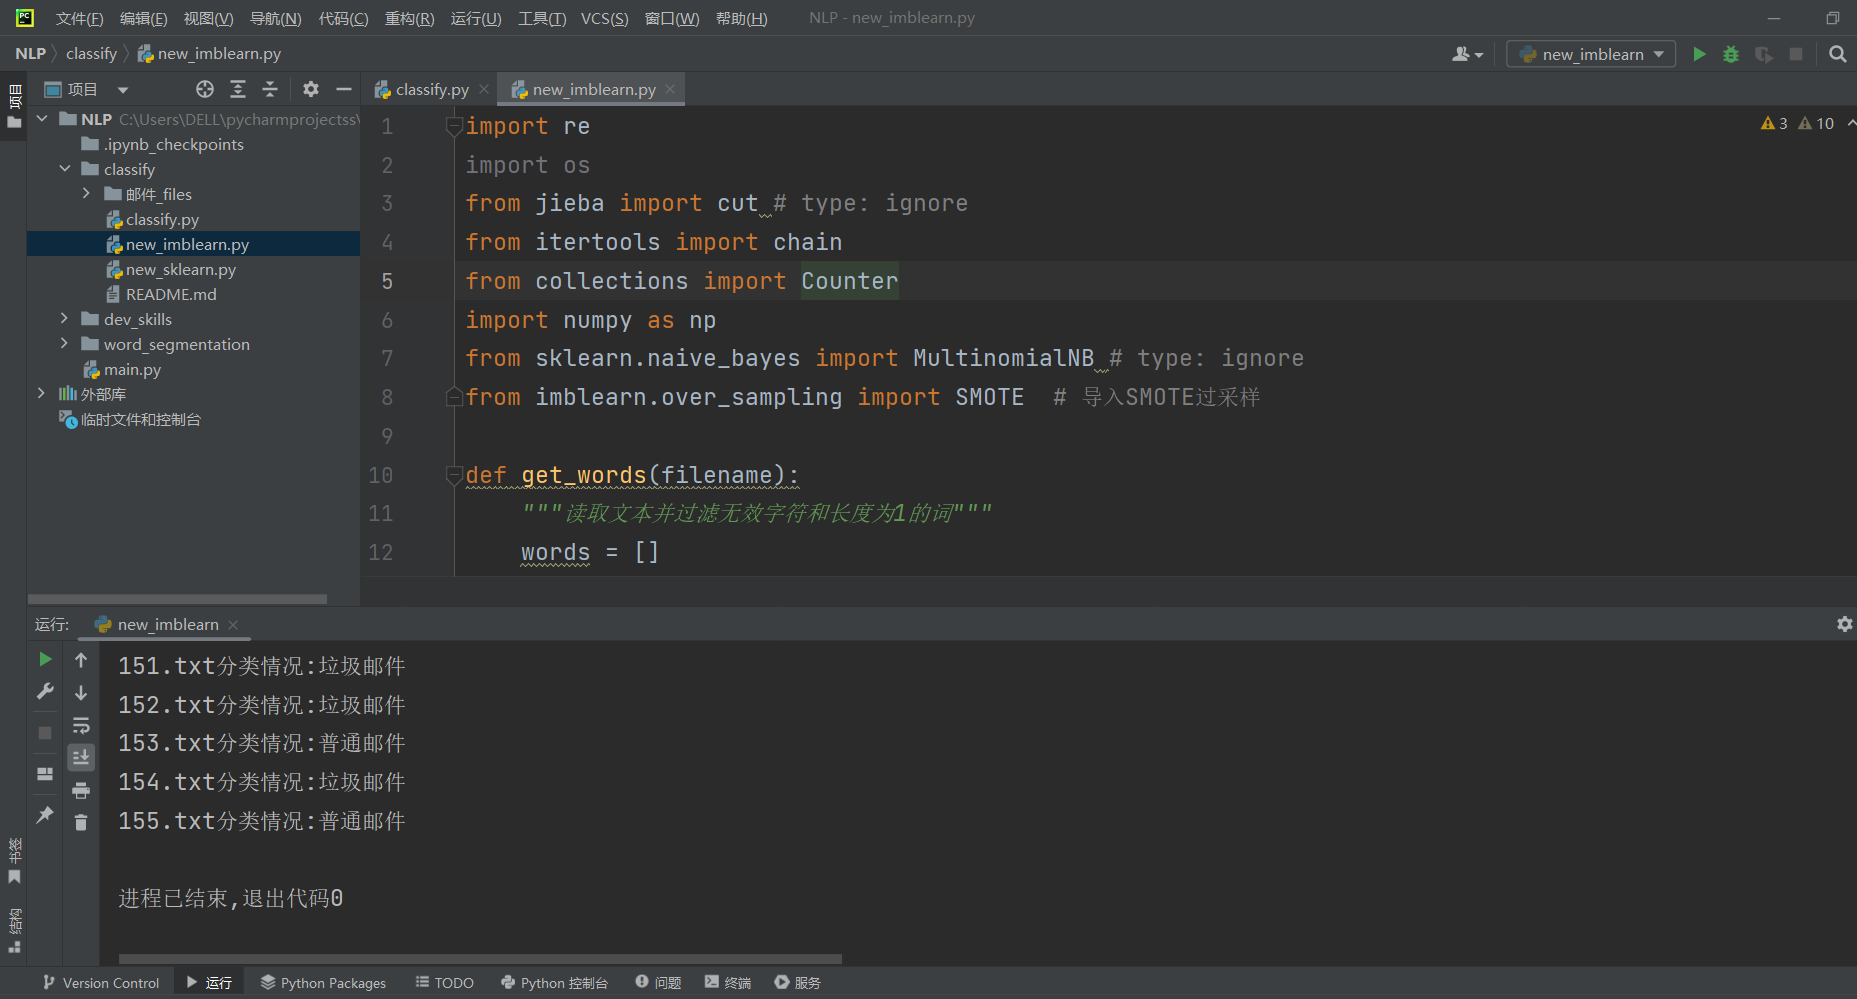 文件(F) 编辑(E) 视图(V) 导航(N) 代码(C) 重构(R) 运行(U) 工具(T) VCS(S) 窗口(W) 帮助(H) NLP - new_imblearn.py
NLP classify new_imblearn.py new_imblearn
项目
项目
NLP C:\Users\DELL\pycharmprojectss\
.ipynb_checkpoints
classify
邮件_files
classify.py
new_imblearn.py
new_sklearn.py
README.md
dev_skills
word_segmentation
main.py
外部库
临时文件和控制台
classify.py new_imblearn.py
3 10
1 import re
2 import os
3 from jieba import cut # type: ignore
4 from itertools import chain
5 from collections import Counter
6 import numpy as np
7 from sklearn.naive_bayes import MultinomialNB # type: ignore
8 from imblearn.over_sampling import SMOTE  # 导入SMOTE过采样
9
10 def get_words(filename):
11     """读取文本并过滤无效字符和长度为1的词"""
12     words = []
运行: new_imblearn
151.txt分类情况:垃圾邮件
152.txt分类情况:垃圾邮件
153.txt分类情况:普通邮件
154.txt分类情况:垃圾邮件
155.txt分类情况:普通邮件
进程已结束,退出代码0
书签
结构
Version Control 运行 Python Packages TODO Python 控制台 问题 终端 服务